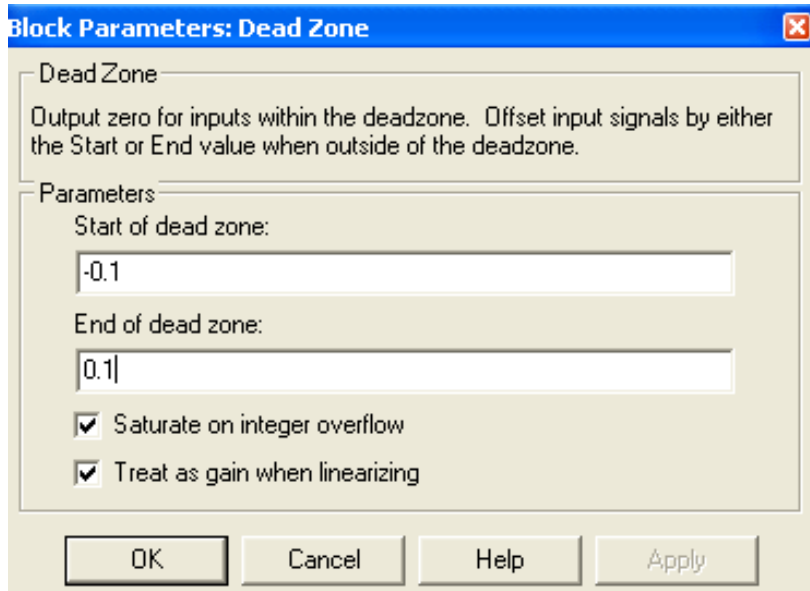 Block Parameters: Dead Zone
Dead Zone
Output zero for inputs within the deadzone.  Offset input signals by either
the Start or End value when outside of the deadzone.
Parameters
Start of dead zone:
-0.1
End of dead zone:
0.1
Saturate on integer overflow
Treat as gain when linearizing
OK Cancel Help Apply